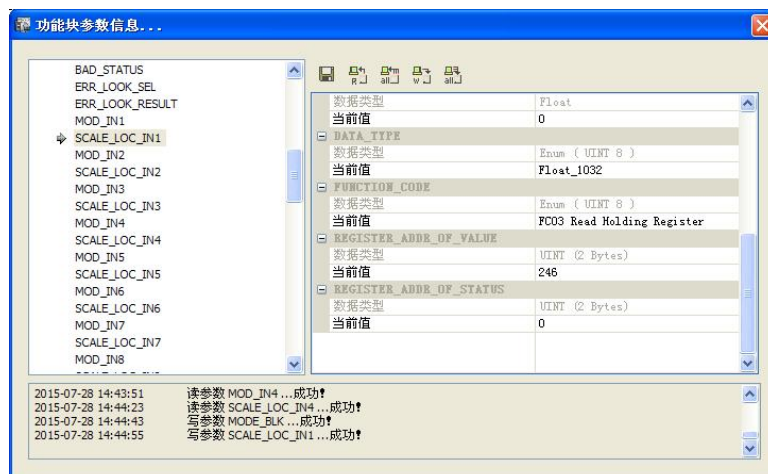 功能块参数信息...
BAD_STATUS
ERR_LOOK_SEL
ERR_LOOK_RESULT
MOD_IN1
SCALE_LOC_IN1
MOD_IN2
SCALE_LOC_IN2
MOD_IN3
SCALE_LOC_IN3
MOD_IN4
SCALE_LOC_IN4
MOD_IN5
SCALE_LOC_IN5
MOD_IN6
SCALE_LOC_IN6
MOD_IN7
SCALE_LOC_IN7
MOD_IN8
R all W all
数据类型 Float
当前值 0
DATA_TYPE
数据类型 Enum ( UINT 8 )
当前值 Float_1032
FUNCTION_CODE
数据类型 Enum ( UINT 8 )
当前值 FC03 Read Holding Register
REGISTER_ADDR_OF_VALUE
数据类型 UINT (2 Bytes)
当前值 246
REGISTER_ADDR_OF_STATUS
数据类型 UINT (2 Bytes)
当前值 0
2015-07-28 14:43:51 读参数 MOD_IN4 ...成功!
2015-07-28 14:44:23 读参数 SCALE_LOC_IN4 ...成功!
2015-07-28 14:44:43 写参数 MODE_BLK ...成功!
2015-07-28 14:44:55 写参数 SCALE_LOC_IN1 ...成功!